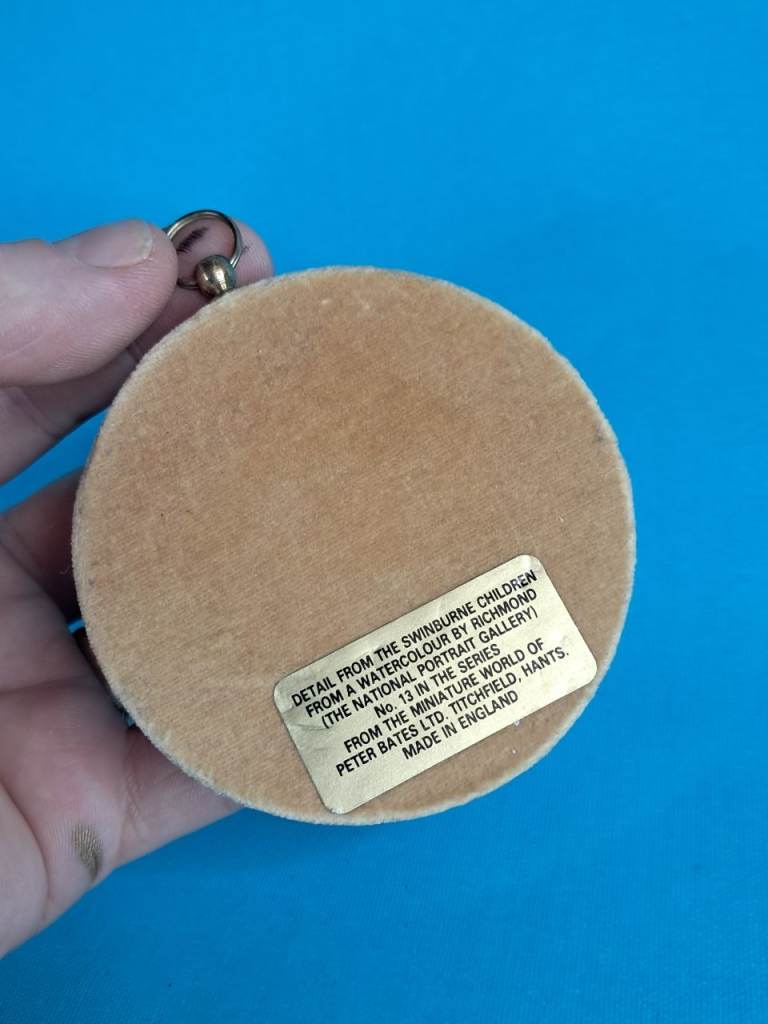 DETAIL FROM THE SWINBURNE CHILDREN
FROM A WATERCOLOUR BY RICHMOND
(THE NATIONAL PORTRAIT GALLERY)
No. 13 IN THE SERIES
FROM THE MINIATURE WORLD OF
PETER BATES LTD. TITCHFIELD, HANTS.
MADE IN ENGLAND